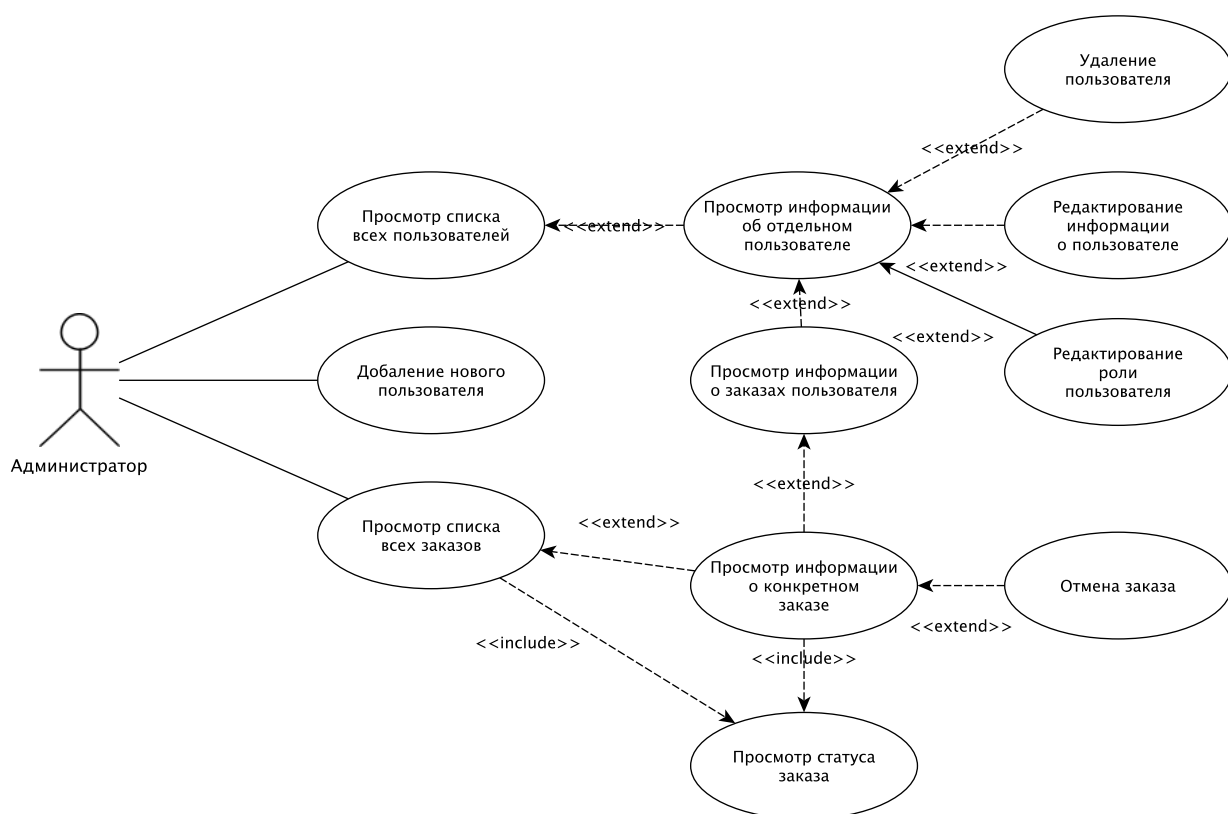 Удаление
пользователя
<<extend>>
Просмотр списка
всех пользователей
<<extend>>
Просмотр информации
об отдельном
пользователе
Редактирование
информации
о пользователе
<<extend>>
<<extend>>
<<extend>>
Добаление нового
пользователя
Просмотр информации
о заказах пользователя
Редактирование
роли
пользователя
Администратор
<<extend>>
Просмотр списка
всех заказов
<<extend>>
Просмотр информации
о конкретном
заказе
Отмена заказа
<<extend>>
<<include>>
<<include>>
Просмотр статуса
заказа